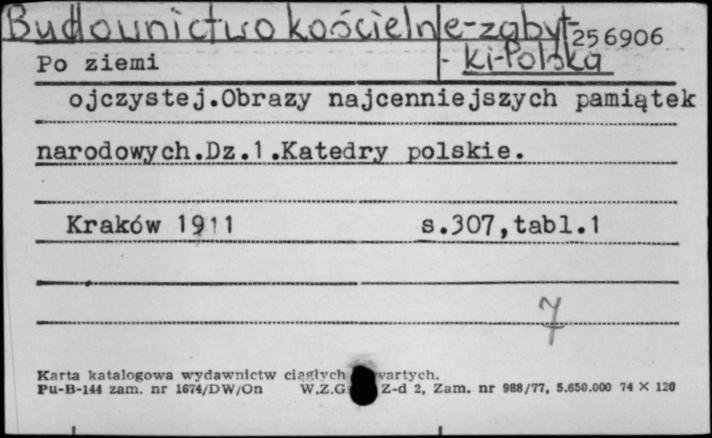 Budownictwo kościelne-zabyt-
256906
Po ziemi - ki-Polska
ojczystej.Obrazy najcenniejszych pamiątek
narodowych.Dz.1.Katedry polskie.
Kraków 1911 s.307,tabl.1
7
Karta katalogowa wydawnictw ciągłych
Pu-B-144 zam. nr 1674/DW/On W.Z.G. Z-d 2, Zam. nr 988/77, 5.650.000 74 × 120